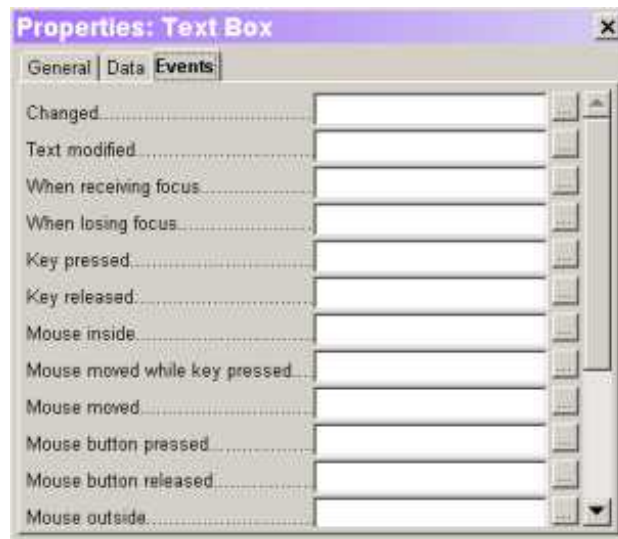 Properties: Text Box
General Data Events
Changed
Text modified
When receiving focus
When losing focus
Key pressed
Key released
Mouse inside
Mouse moved while key pressed
Mouse moved
Mouse button pressed
Mouse button released
Mouse outside